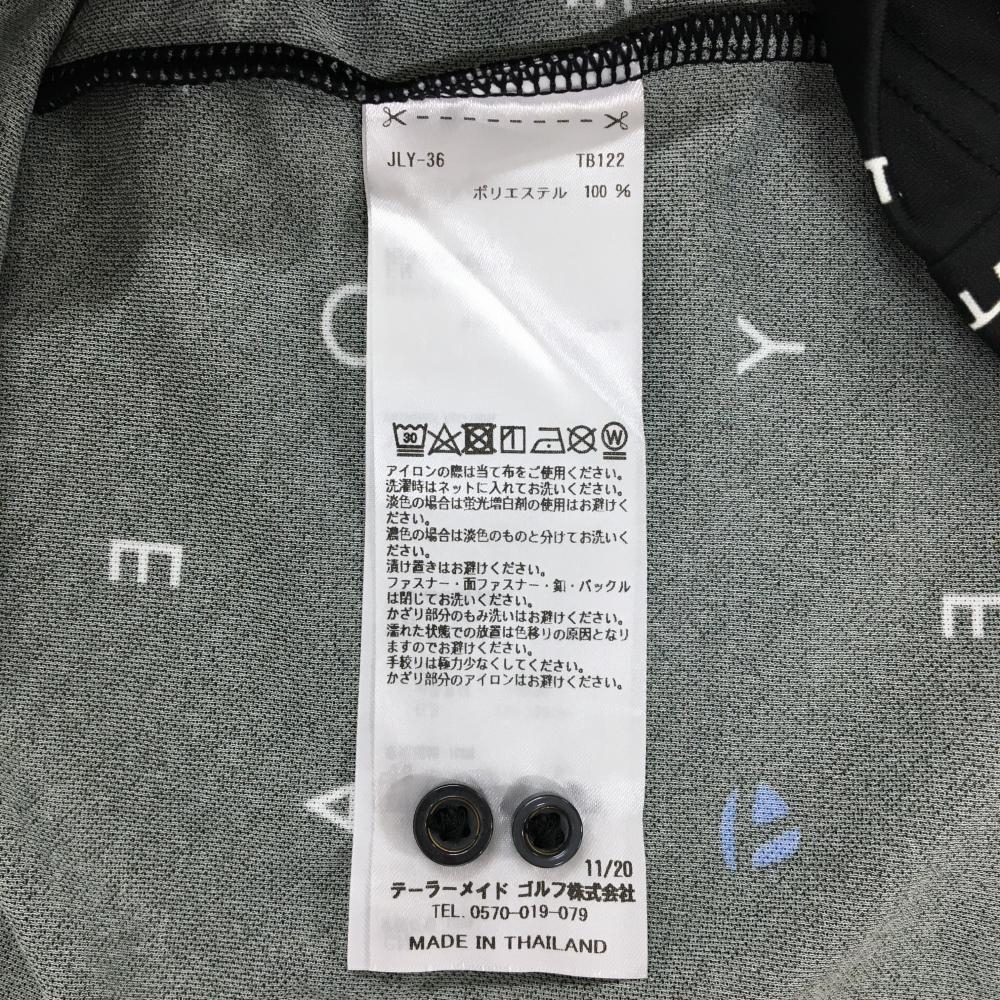 JLY-36 TB122
ポリエステル 100 %
30 W
アイロンの際は当て布をご使用ください。
洗濯時はネットに入れてお洗いください。
淡色の場合は蛍光増白剤の使用はお避けく
ださい。
濃色の場合は淡色のものと分けてお洗いく
ださい。
漬け置きはお避けください。
ファスナー・面ファスナー・釦・バックル
は閉じてお洗いください。
かざり部分のもみ洗いはお避けください。
濡れた状態での放置は色移りの原因となり
ますのでお避けください。
手絞りは極力少なくしてください。
かざり部分のアイロンはお避けください。
11/20
テーラーメイド ゴルフ株式会社
TEL. 0570-019-079
MADE IN THAILAND
Y
E
E
T